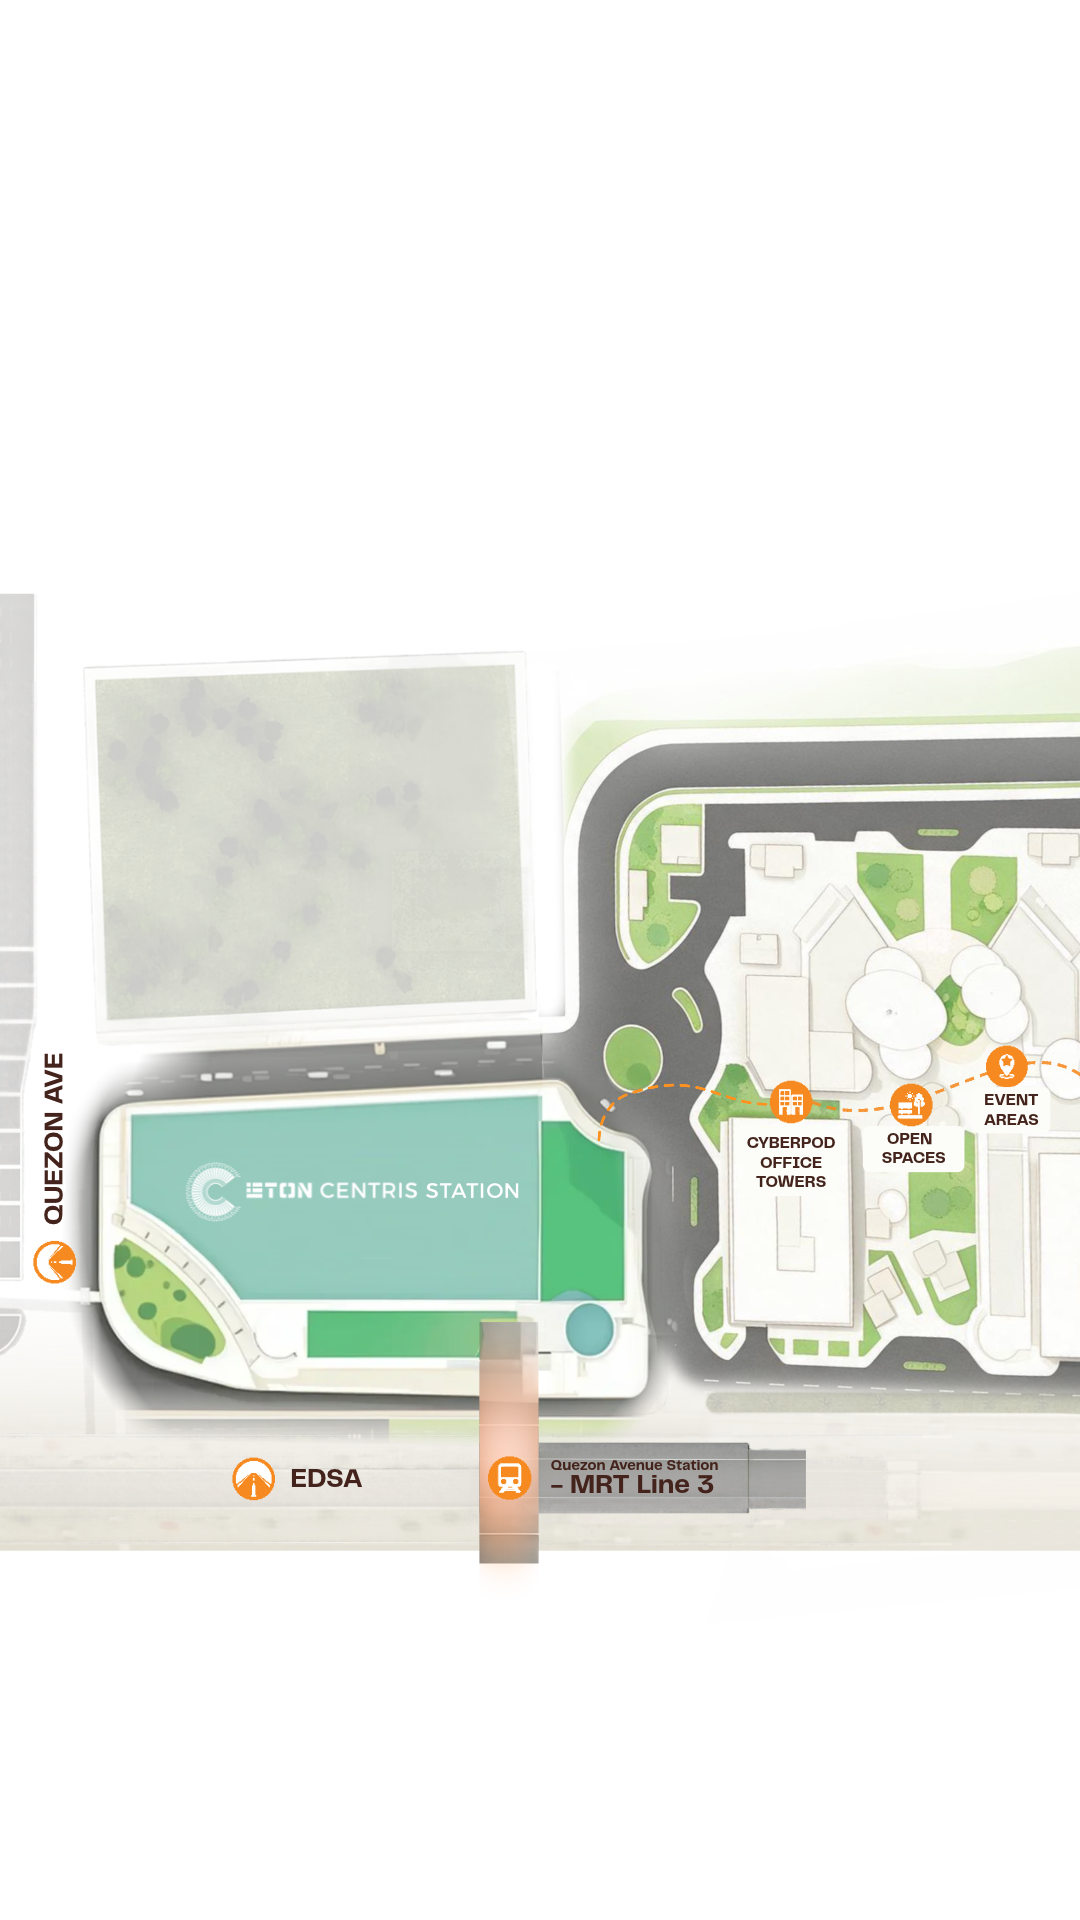 QUEZON AVE
ETON CENTRIS STATION
CYBERPOD
OFFICE
TOWERS
OPEN
SPACES
EVENT
AREAS
EDSA
Quezon Avenue Station
– MRT Line 3